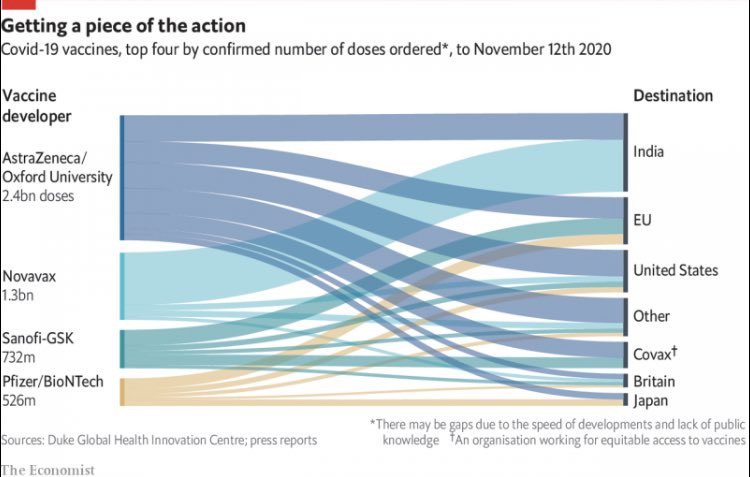 Getting a piece of the action
Covid-19 vaccines, top four by confirmed number of doses ordered*, to November 12th 2020
Vaccine
developer
Destination
AstraZeneca/
Oxford University
2.4bn doses
Novavax
1.3bn
Sanofi-GSK
732m
Pfizer/BioNTech
526m
India
EU
United States
Other
Covax†
Britain
Japan
*There may be gaps due to the speed of developments and lack of public
knowledge †An organisation working for equitable access to vaccines
Sources: Duke Global Health Innovation Centre; press reports
The Economist